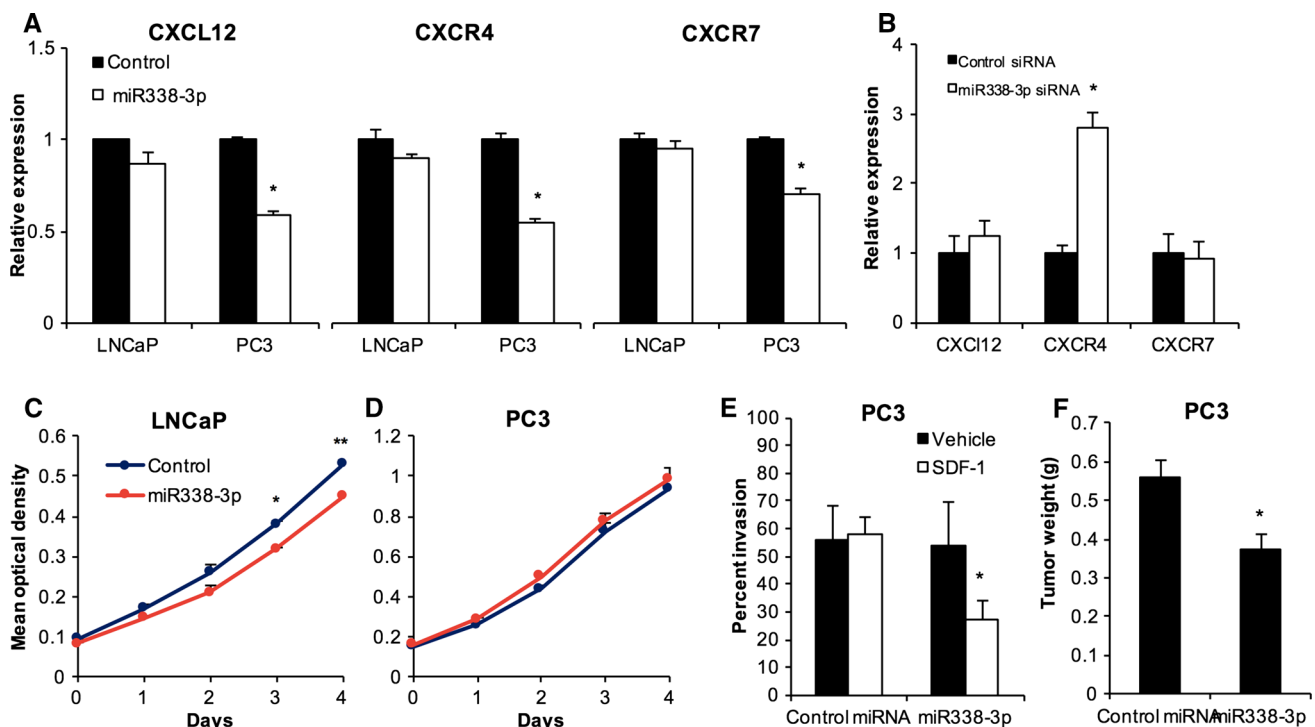 A
CXCL12
CXCR4
CXCR7
Control
miR338-3p
Relative expression
1.5
1
0.5
0
*
*
*
LNCaP
PC3
LNCaP
PC3
LNCaP
PC3
B
Control siRNA
miR338-3p siRNA
*
Relative expression
4
3
2
1
0
CXCl12
CXCR4
CXCR7
C
LNCaP
Control
miR338-3p
Mean optical density
0.6
0.5
0.4
0.3
0.2
0.1
0
*
**
0
1
2
3
4
Days
D
PC3
1.2
1
0.8
0.6
0.4
0.2
0
0
1
2
3
4
Days
E
PC3
Vehicle
SDF-1
Percent invasion
100
90
80
70
60
50
40
30
20
10
0
*
Control miRNA
miR338-3p
F
PC3
Tumor weight (g)
0.7
0.6
0.5
0.4
0.3
0.2
0.1
0
*
Control miRNA
miR338-3p